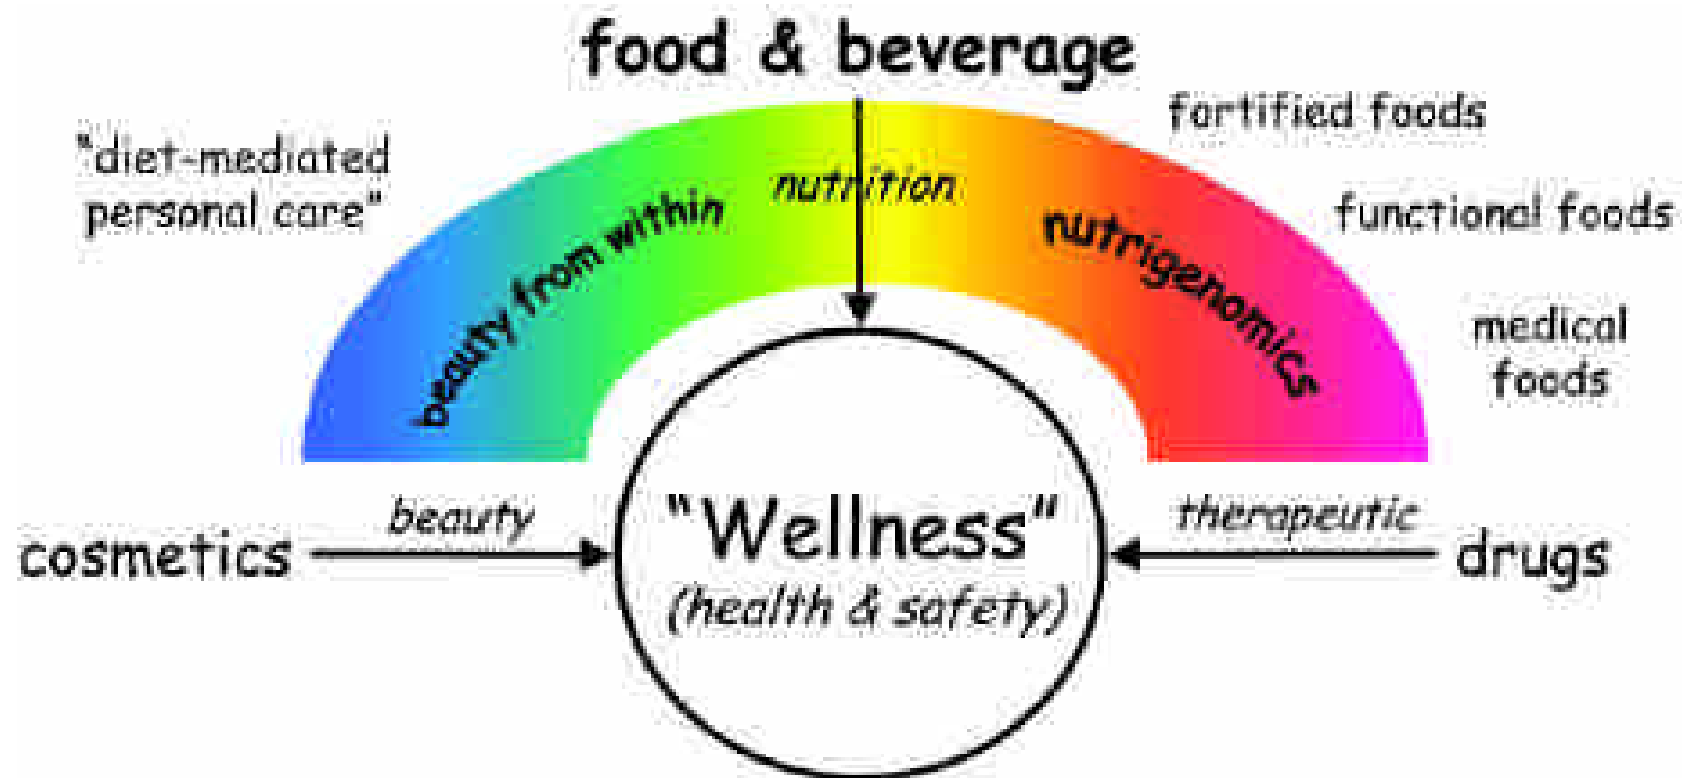 food & beverage
fortified foods
"diet-mediated
personal care"
nutrition
functional foods
beauty from within
nutrigenomics
medical
foods
beauty
therapeutic
cosmetics
"Wellness"
drugs
(health & safety)